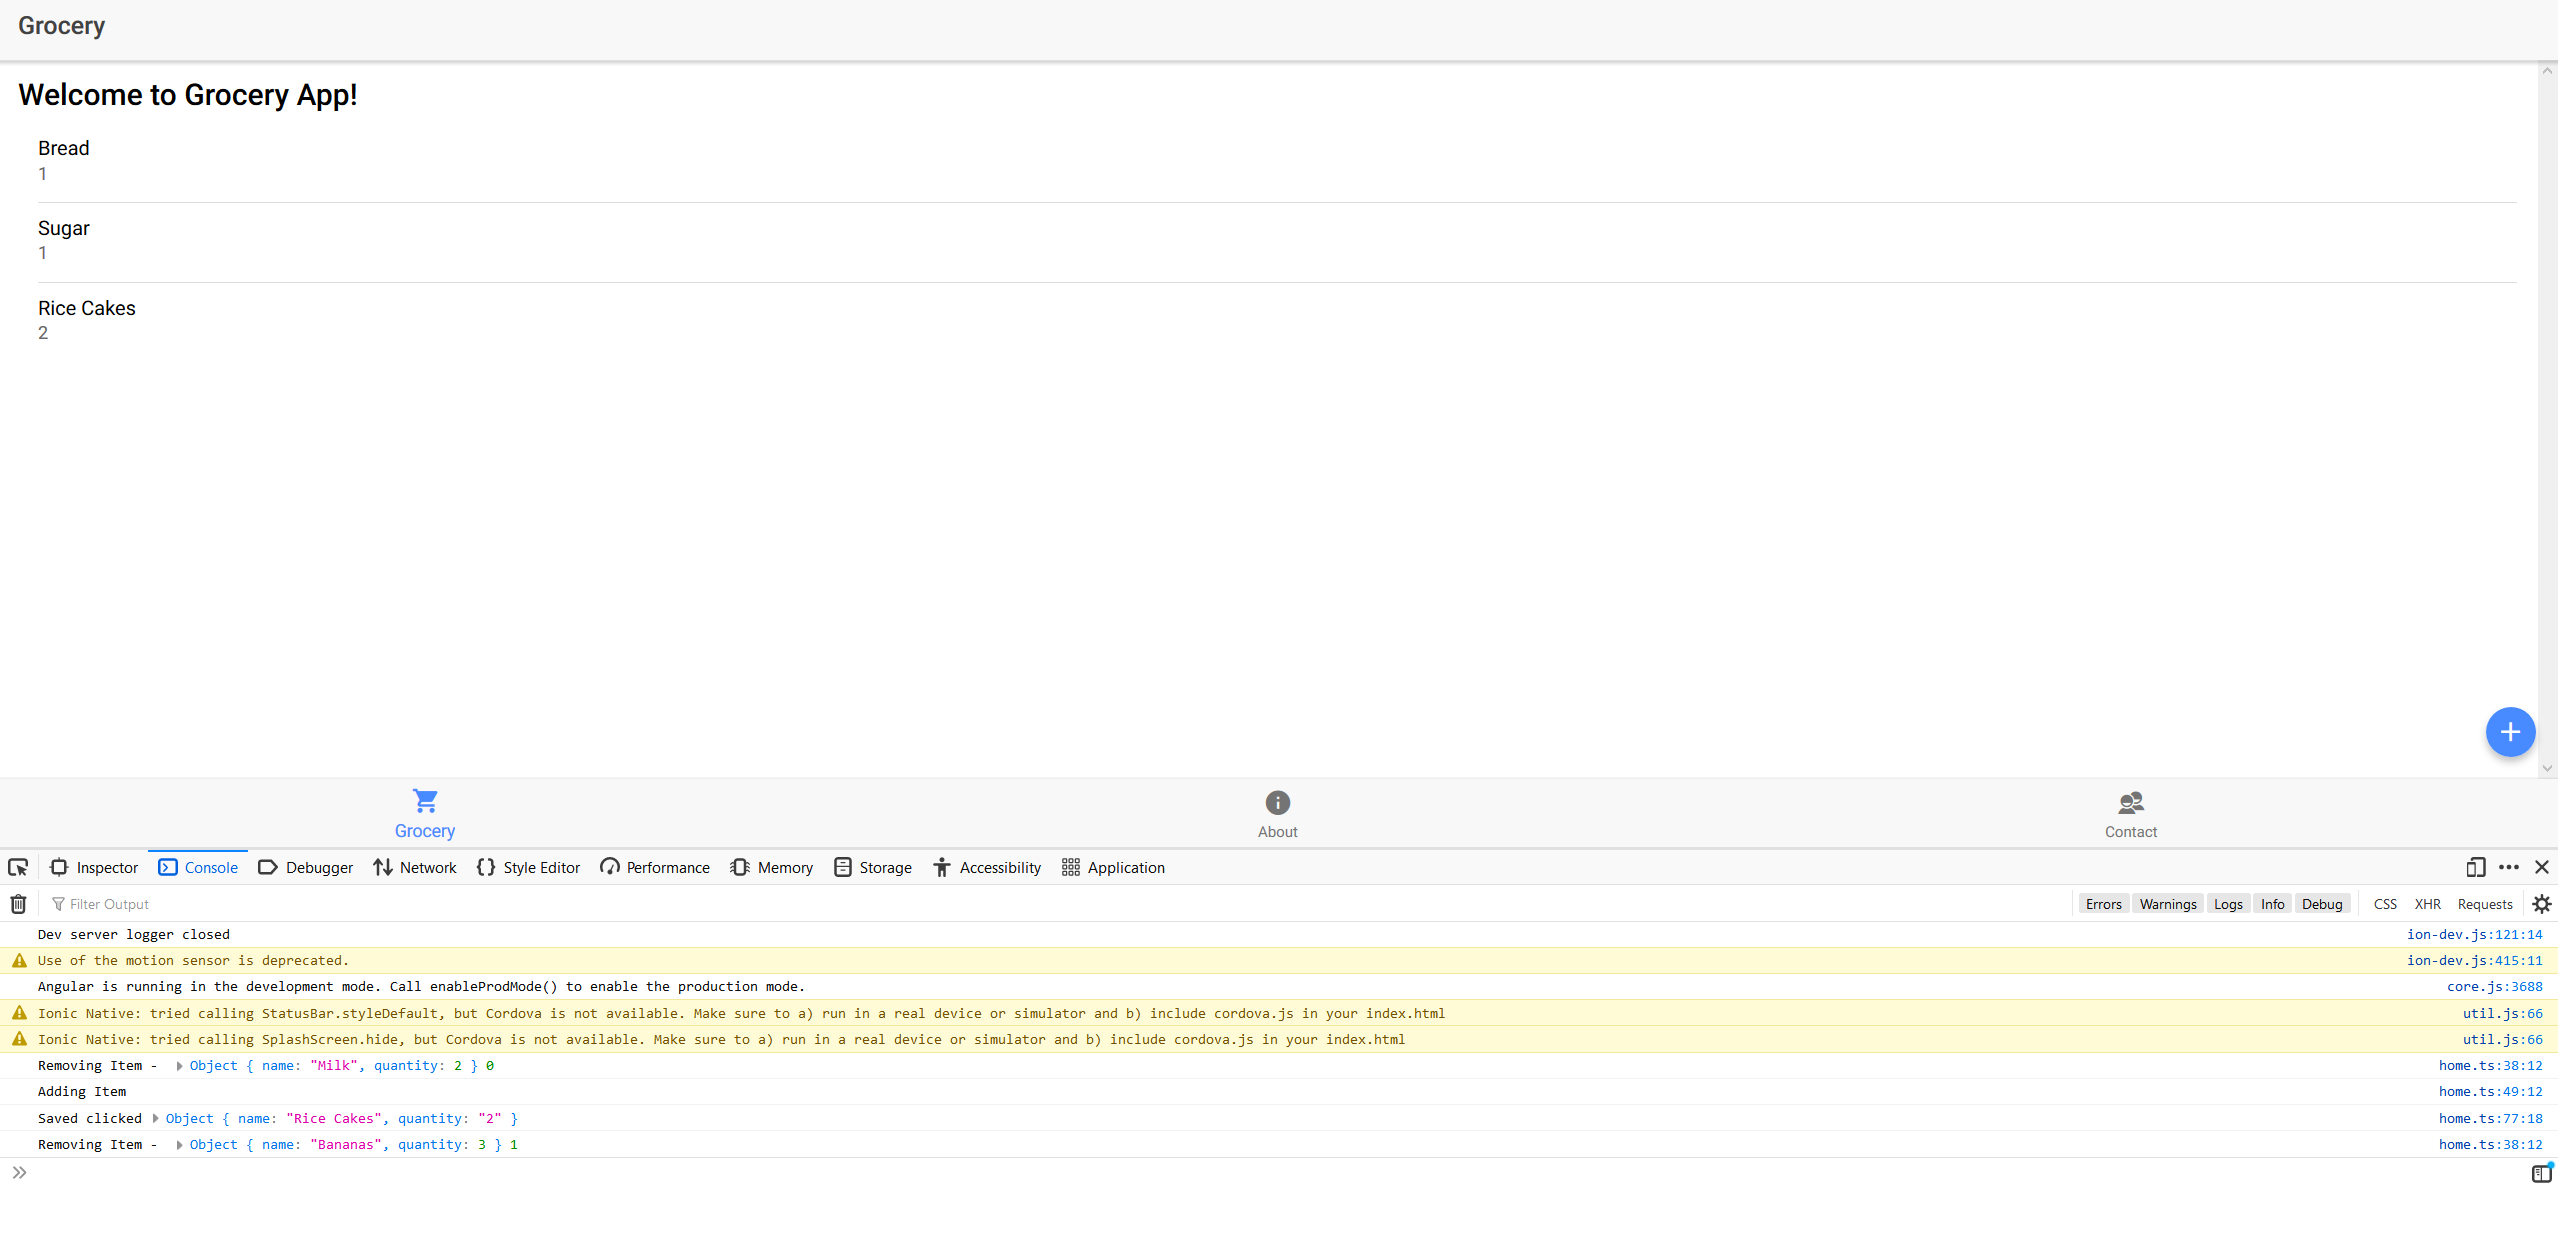 Grocery
Welcome to Grocery App!
Bread
1
Sugar
1
Rice Cakes
2
Grocery About Contact
Inspector Console Debugger Network Style Editor Performance Memory Storage Accessibility Application
Filter Output Errors Warnings Logs Info Debug CSS XHR Requests
Dev server logger closed ion-dev.js:121:14
Use of the motion sensor is deprecated. ion-dev.js:415:11
Angular is running in the development mode. Call enableProdMode() to enable the production mode. core.js:3688
Ionic Native: tried calling StatusBar.styleDefault, but Cordova is not available. Make sure to a) run in a real device or simulator and b) include cordova.js in your index.html util.js:66
Ionic Native: tried calling SplashScreen.hide, but Cordova is not available. Make sure to a) run in a real device or simulator and b) include cordova.js in your index.html util.js:66
Removing Item - Object { name: "Milk", quantity: 2 } 0 home.ts:38:12
Adding Item home.ts:49:12
Saved clicked Object { name: "Rice Cakes", quantity: "2" } home.ts:77:18
Removing Item - Object { name: "Bananas", quantity: 3 } 1 home.ts:38:12